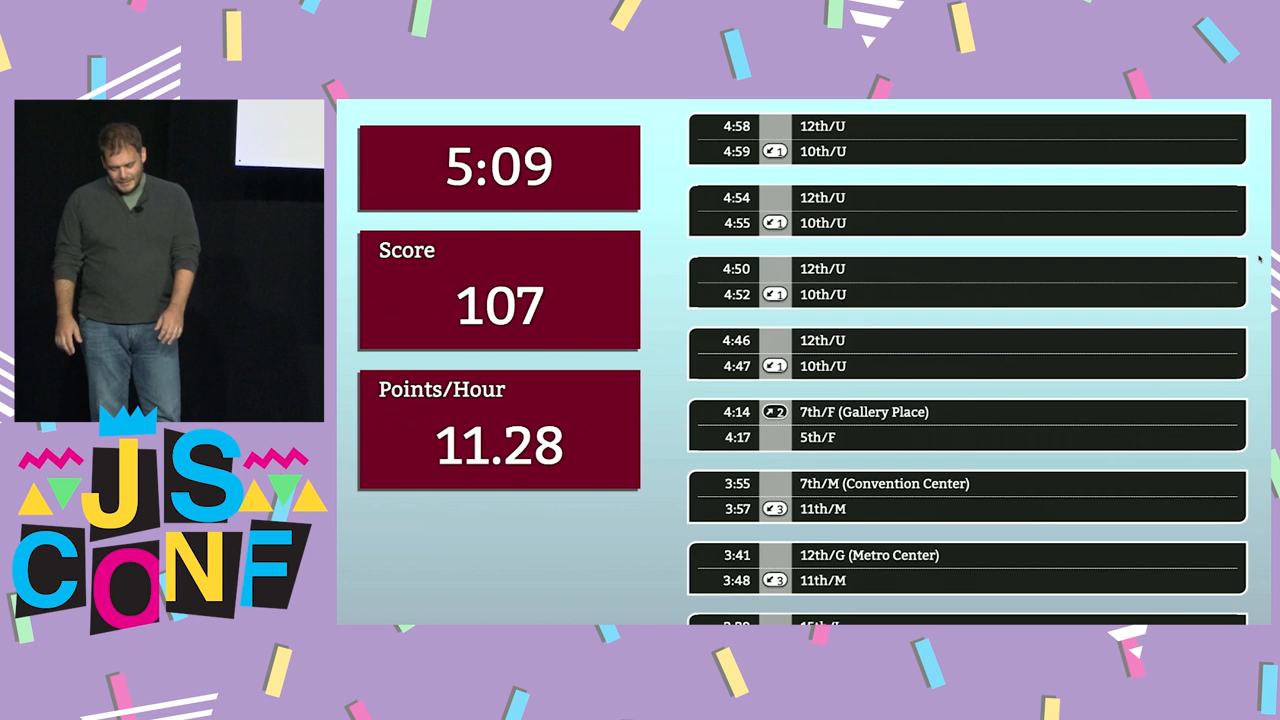 5:09
Score
107
Points/Hour
11.28
4:58 12th/U
4:59 ↙1 10th/U
4:54 12th/U
4:55 ↙1 10th/U
4:50 12th/U
4:52 ↙1 10th/U
4:46 12th/U
4:47 ↙1 10th/U
4:14 ↗2 7th/F (Gallery Place)
4:17 5th/F
3:55 7th/M (Convention Center)
3:57 ↙3 11th/M
3:41 12th/G (Metro Center)
3:48 ↙3 11th/M
JS
CONF